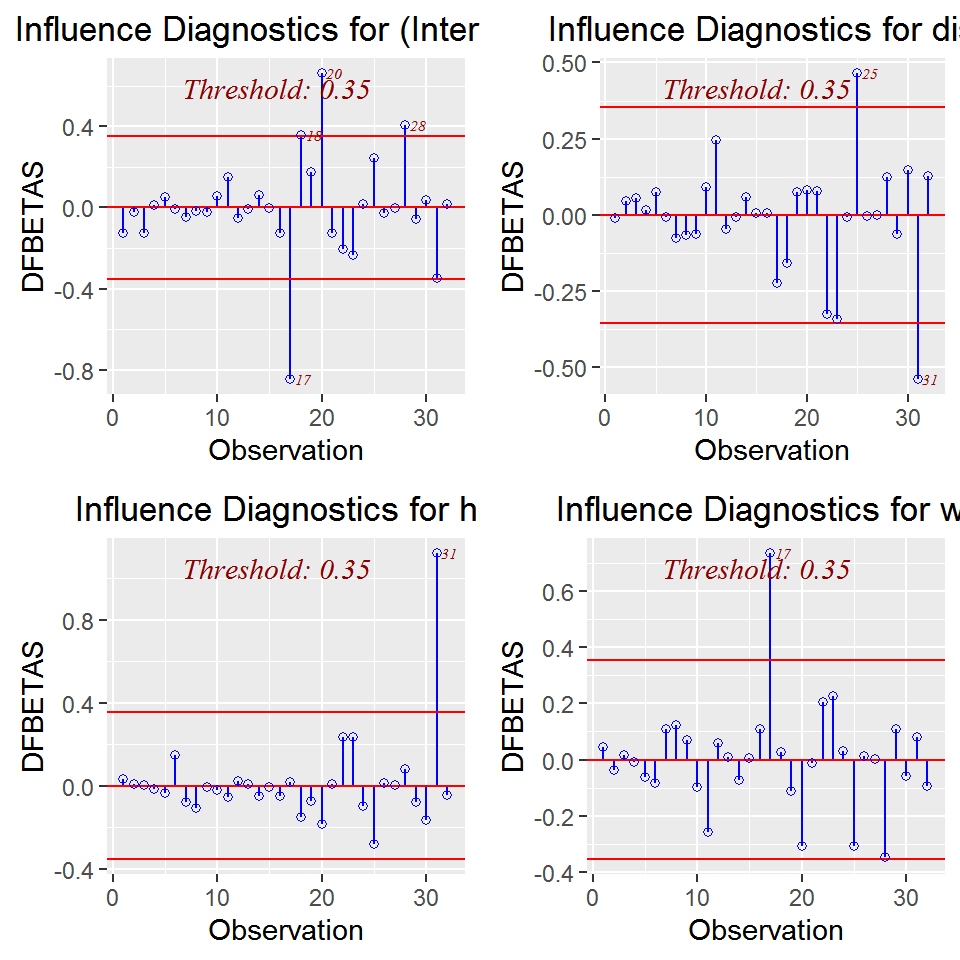 Influence Diagnostics for (Inter
Threshold: 0.35
20
18
28
17
0.4
0.0
-0.4
-0.8
DFBETAS
0 10 20 30
Observation
Influence Diagnostics for dis
Threshold: 0.35
25
31
0.50
0.25
0.00
-0.25
-0.50
DFBETAS
0 10 20 30
Observation
Influence Diagnostics for h
Threshold: 0.35
31
0.8
0.4
0.0
-0.4
DFBETAS
0 10 20 30
Observation
Influence Diagnostics for w
Threshold: 0.35
17
0.6
0.4
0.2
0.0
-0.2
-0.4
DFBETAS
0 10 20 30
Observation